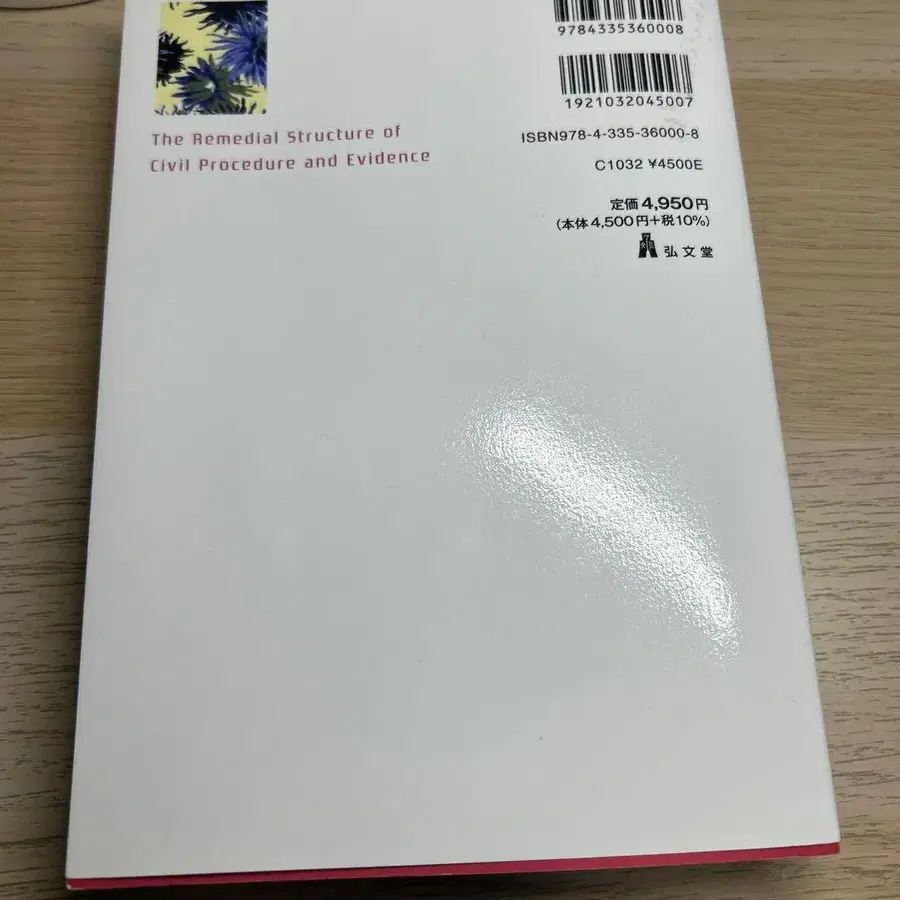 9784335360008
1921032045007
The Remedial Structure of
Civil Procedure and Evidence
ISBN978-4-335-36000-8
C1032 ¥4500E
定価4,950円
(本体4,500円+税10%)
弘文堂